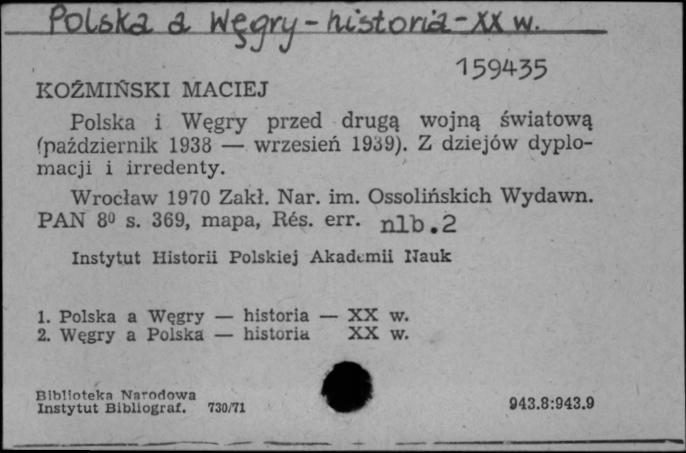 Polska a Węgry - historia - XX w.
159435
KOŹMIŃSKI MACIEJ
Polska i Węgry przed drugą wojną światową
(październik 1938 — wrzesień 1939). Z dziejów dyplo-
macji i irredenty.
Wrocław 1970 Zakł. Nar. im. Ossolińskich Wydawn.
PAN 8⁰ s. 369, mapa, Rés. err. nlb. 2
Instytut Historii Polskiej Akademii Nauk
1. Polska a Węgry — historia — XX w.
2. Węgry a Polska — historia XX w.
Biblioteka Narodowa
Instytut Bibliograf. 730/71
943.8:943.9